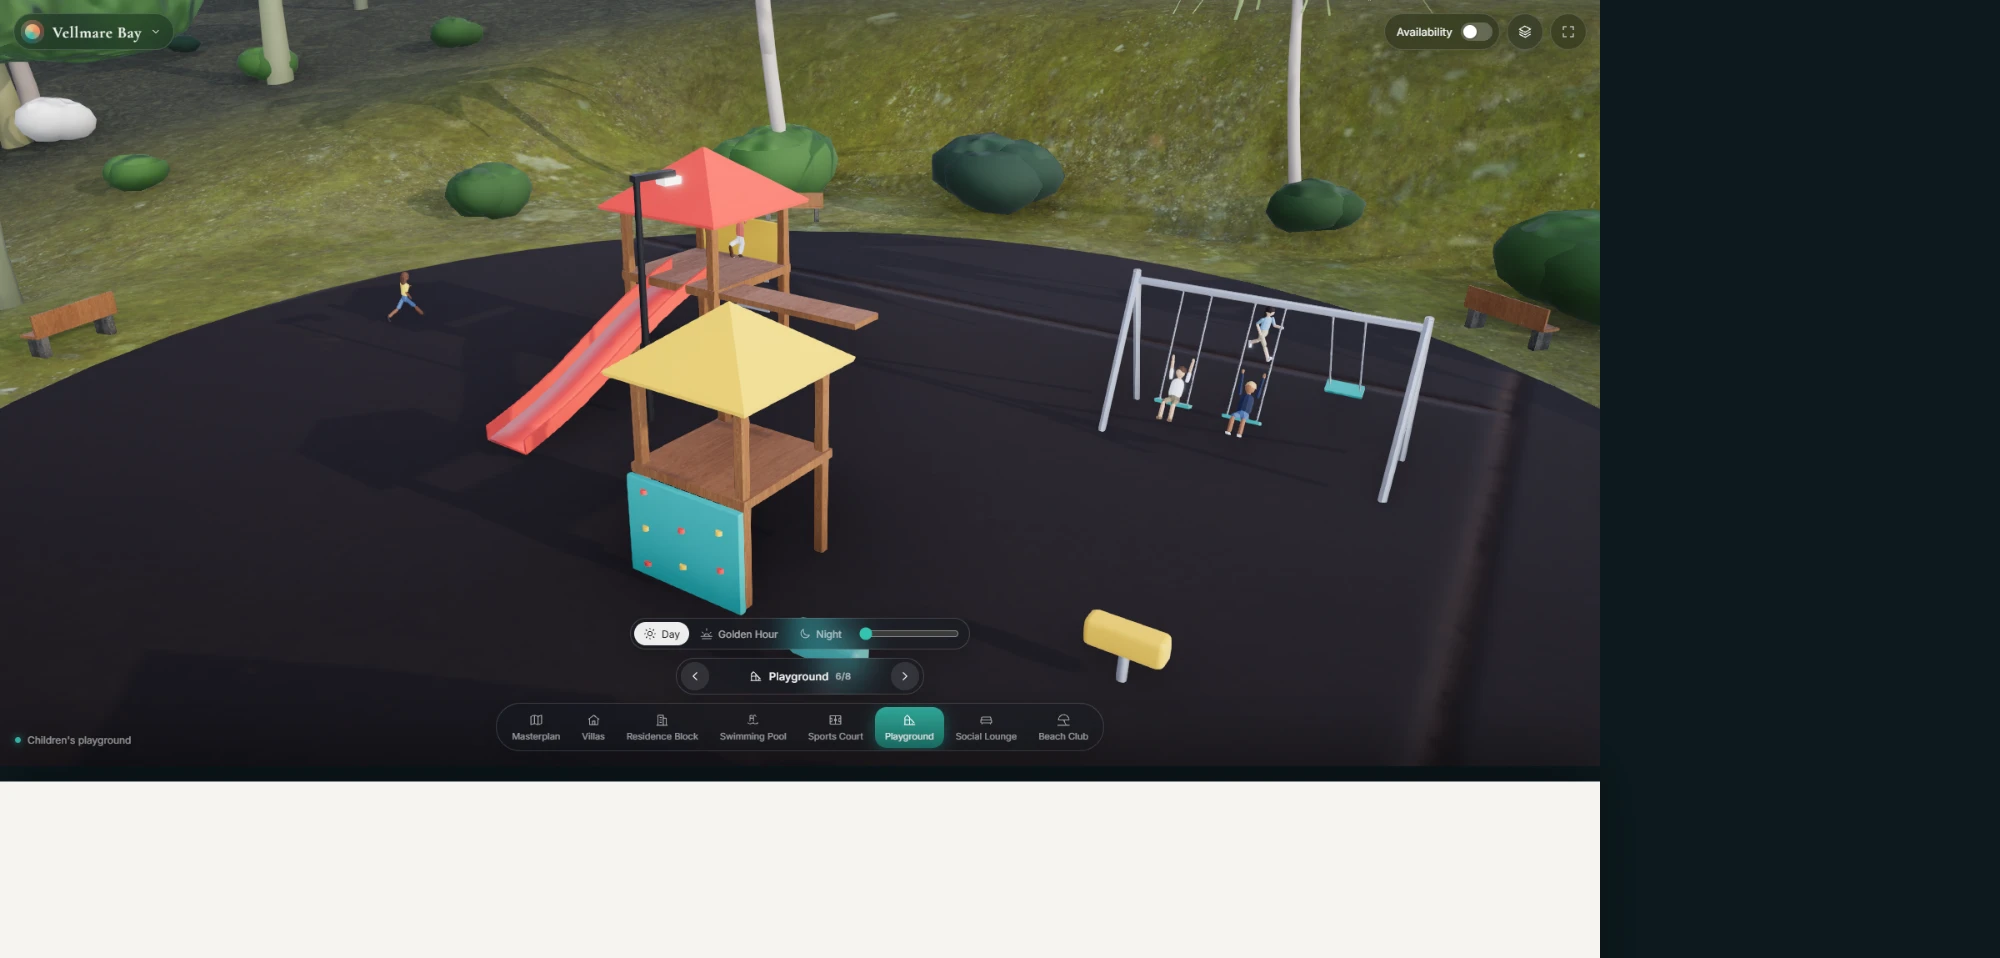 Vellmare Bay
Availability
Day Golden Hour Night
Playground 6/8
Masterplan Villas Residence Block Swimming Pool Sports Court Playground Social Lounge Beach Club
Children's playground